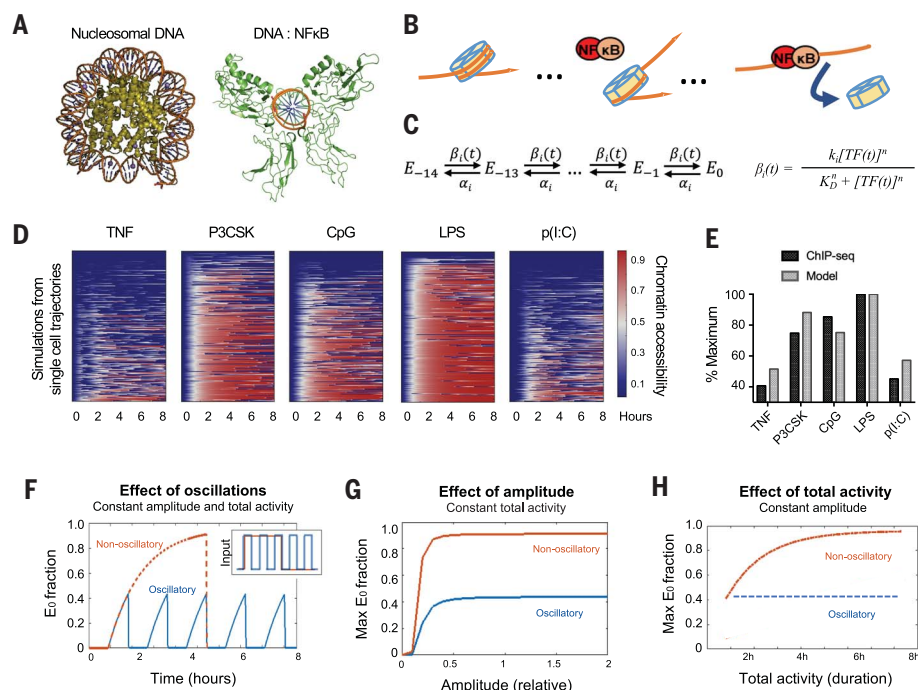 A
Nucleosomal DNA
DNA : NFκB
B
NF κB
NF κB
C
E₋₁₄ βᵢ(t) αᵢ E₋₁₃ βᵢ(t) αᵢ ... βᵢ(t) αᵢ E₋₁ βᵢ(t) αᵢ E₀
βᵢ(t) = kᵢ[TF(t)]ⁿ / K_Dⁿ + [TF(t)]ⁿ
D
TNF P3CSK CpG LPS p(I:C)
Simulations from
single cell trajectories
0 2 4 6 8 0 2 4 6 8 0 2 4 6 8 0 2 4 6 8 0 2 4 6 8 Hours
0.9
0.7
0.5
0.3
0.1
Chromatin accessibility
E
ChIP-seq
Model
% Maximum
100
80
60
40
TNF P3CSK CpG LPS p(I:C)
F
Effect of oscillations
Constant amplitude and total activity
E₀ fraction
1.0
0.8
0.6
0.4
0.2
0
Non-oscillatory
Oscillatory
Input
0 2 4 6 8
Time (hours)
G
Effect of amplitude
Constant total activity
Max E₀ fraction
1.0
0.8
0.6
0.4
0.2
0
Non-oscillatory
Oscillatory
0 0.5 1 1.5 2
Amplitude (relative)
H
Effect of total activity
Constant amplitude
Max E₀ fraction
1.0
0.8
0.6
0.4
0.2
0
Non-oscillatory
Oscillatory
2h 4h 6h 8h
Total activity (duration)